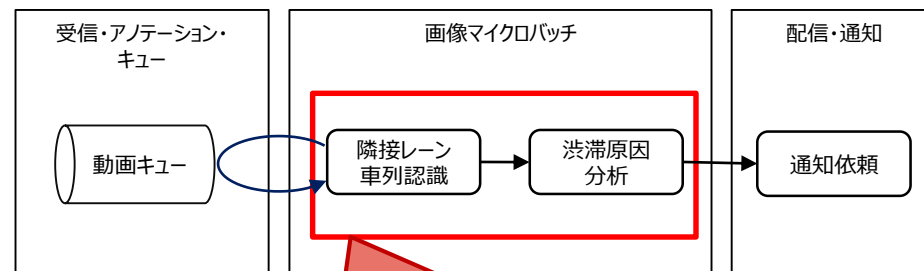 受信・アノテーション・
キュー
画像マイクロバッチ
配信・通知
動画キュー
隣接レーン
車列認識
渋滞原因
分析
通知依頼